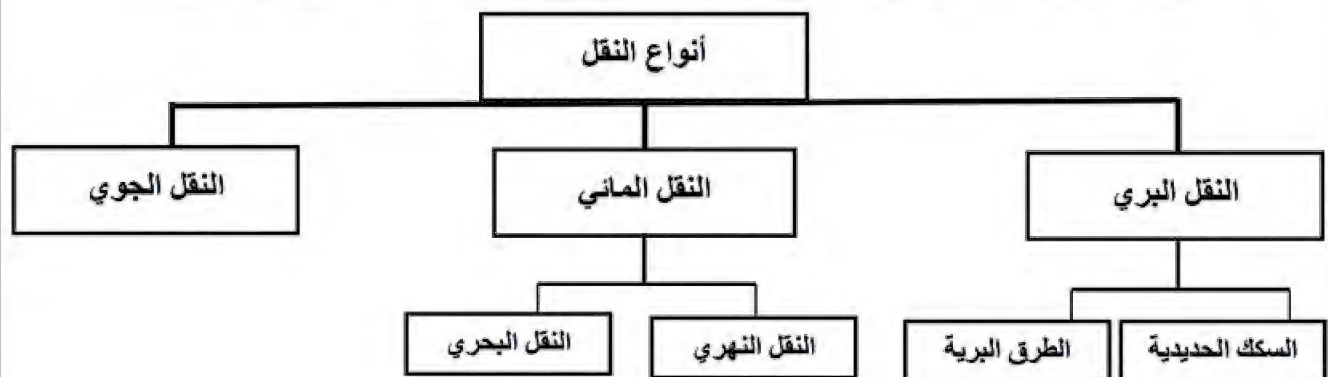 أنواع النقل
النقل البري
النقل المائي
النقل الجوي
السكك الحديدية
الطرق البرية
النقل النهري
النقل البحري